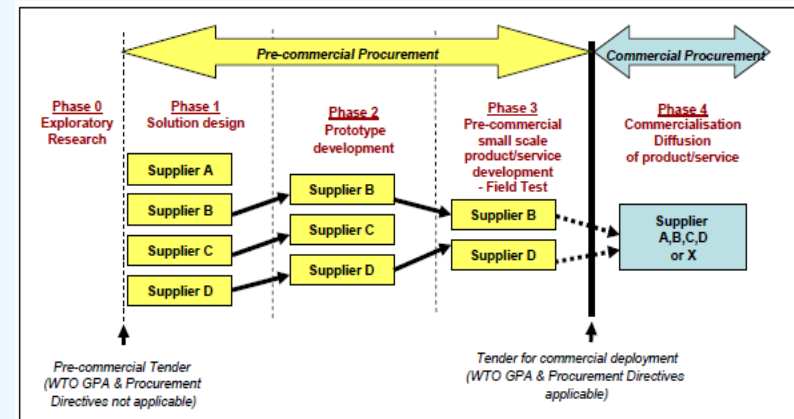 Pre-commercial Procurement
Commercial Procurement
Phase 0
Exploratory
Research
Phase 1
Solution design
Phase 2
Prototype
development
Phase 3
Pre-commercial
small scale
product/service
development
- Field Test
Phase 4
Commercialisation
Diffusion
of product/service
Supplier A
Supplier B
Supplier C
Supplier D
Supplier B
Supplier C
Supplier D
Supplier B
Supplier D
Supplier
A,B,C,D
or X
Pre-commercial Tender
(WTO GPA & Procurement
Directives not applicable)
Tender for commercial deployment
(WTO GPA & Procurement Directives
applicable)